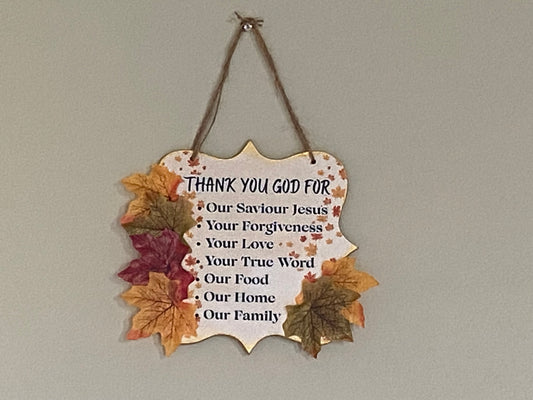 THANK YOU GOD FOR
• Our Saviour Jesus
• Your Forgiveness
• Your Love
• Your True Word
• Our Food
• Our Home
• Our Family